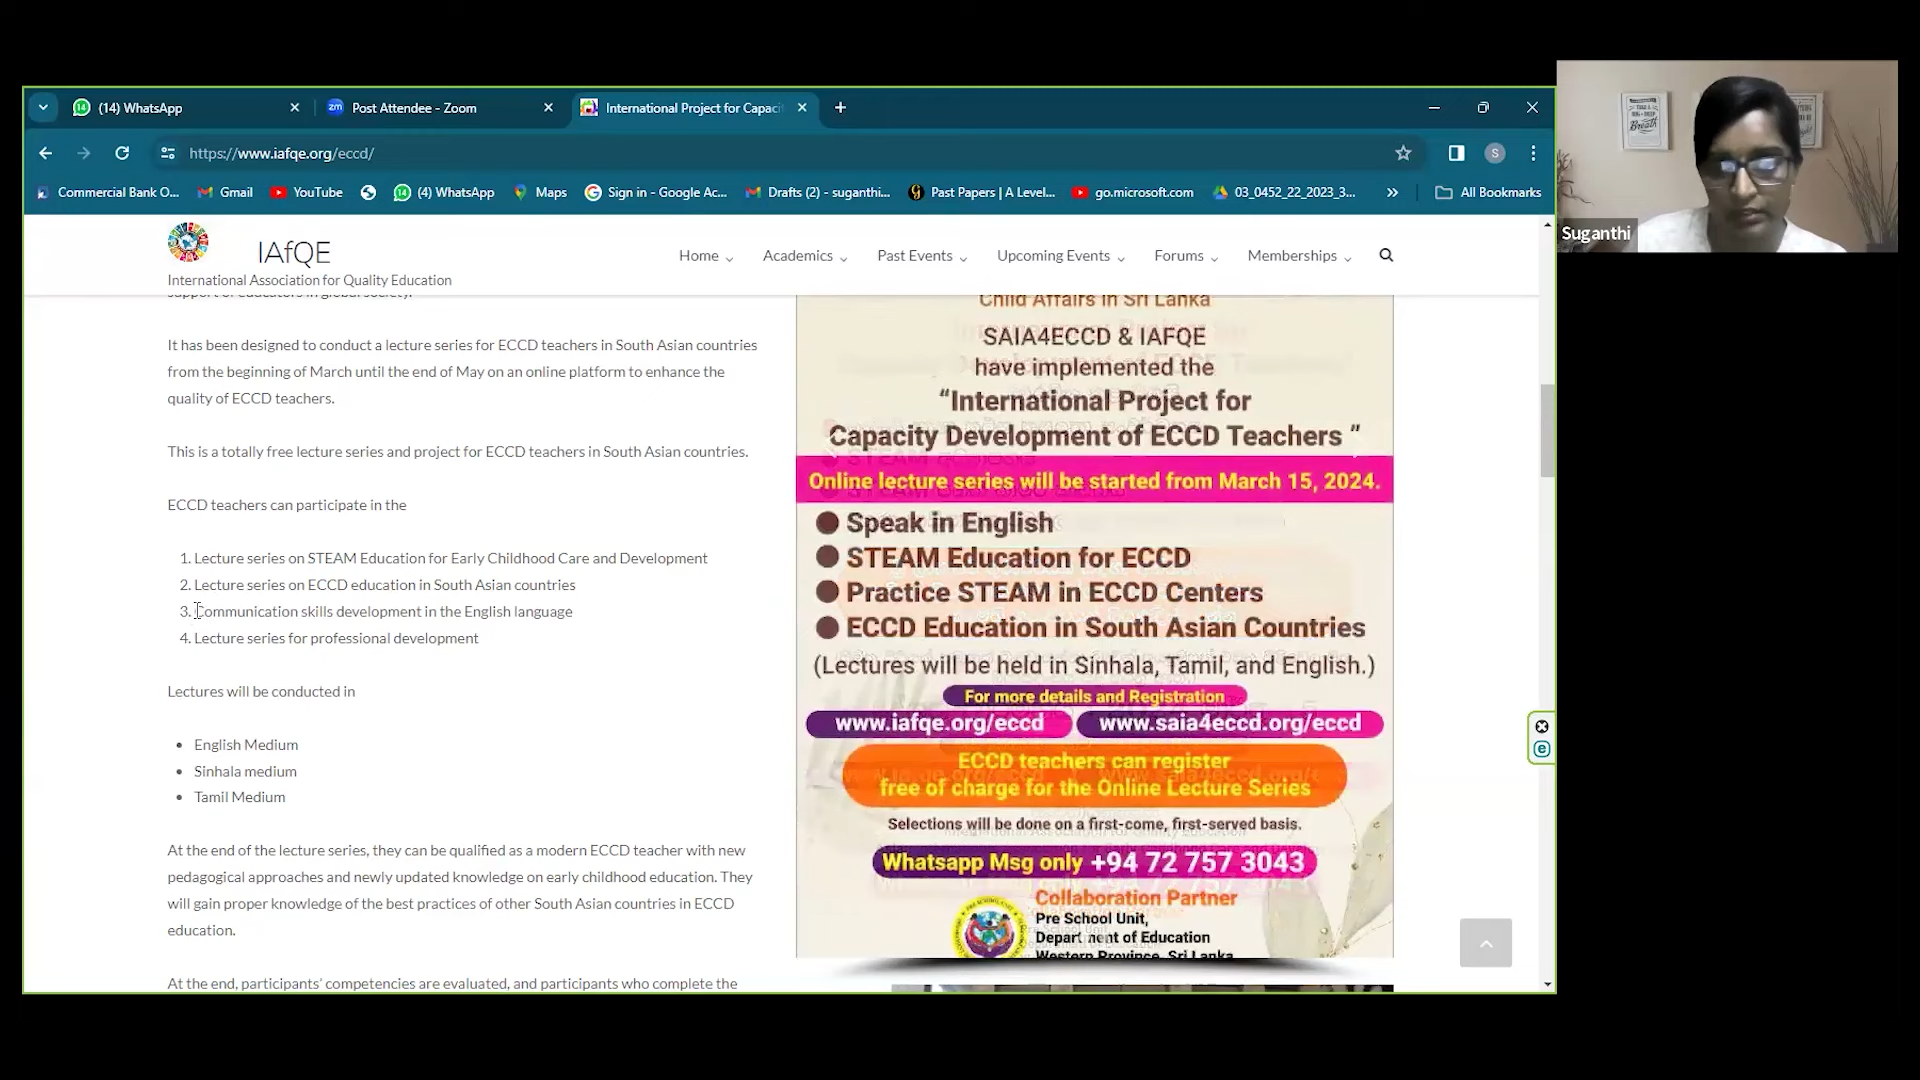 (14) WhatsApp
Post Attendee - Zoom
International Project for Capaci
https://www.iafqe.org/eccd/
Commercial Bank O...
Gmail
YouTube
(4) WhatsApp
Maps
Sign in - Google Ac...
Drafts (2) - suganthi...
Past Papers | A Level...
go.microsoft.com
03_0452_22_2023_3...
All Bookmarks
Suganthi
IAfQE
International Association for Quality Education
Home
Academics
Past Events
Upcoming Events
Forums
Memberships
support of educators in global society.
It has been designed to conduct a lecture series for ECCD teachers in South Asian countries
from the beginning of March until the end of May on an online platform to enhance the
quality of ECCD teachers.
This is a totally free lecture series and project for ECCD teachers in South Asian countries.
ECCD teachers can participate in the
1. Lecture series on STEAM Education for Early Childhood Care and Development
2. Lecture series on ECCD education in South Asian countries
3. Communication skills development in the English language
4. Lecture series for professional development
Lectures will be conducted in
• English Medium
• Sinhala medium
• Tamil Medium
At the end of the lecture series, they can be qualified as a modern ECCD teacher with new
pedagogical approaches and newly updated knowledge on early childhood education. They
will gain proper knowledge of the best practices of other South Asian countries in ECCD
education.
At the end, participants' competencies are evaluated, and participants who complete the
Child Affairs in Sri Lanka
SAIA4ECCD & IAFQE
have implemented the
“International Project for
Capacity Development of ECCD Teachers ”
Online lecture series will be started from March 15, 2024.
● Speak in English
● STEAM Education for ECCD
● Practice STEAM in ECCD Centers
● ECCD Education in South Asian Countries
(Lectures will be held in Sinhala, Tamil, and English.)
For more details and Registration
www.iafqe.org/eccd
www.saia4eccd.org/eccd
ECCD teachers can register
free of charge for the Online Lecture Series
Selections will be done on a first-come, first-served basis.
Whatsapp Msg only +94 72 757 3043
Collaboration Partner
Pre School Unit,
Department of Education
Western Province, Sri Lanka